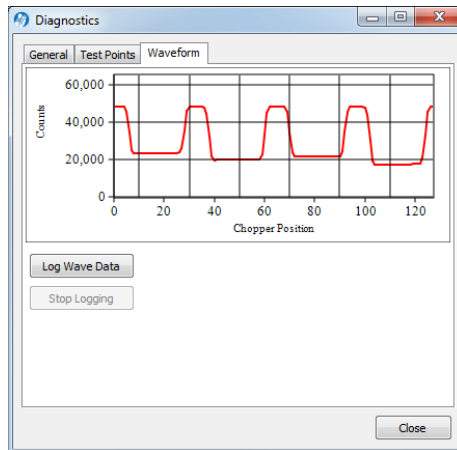 Diagnostics
General Test Points Waveform
60,000
40,000
20,000
0
Counts
0 20 40 60 80 100 120
Chopper Position
Log Wave Data
Stop Logging
Close